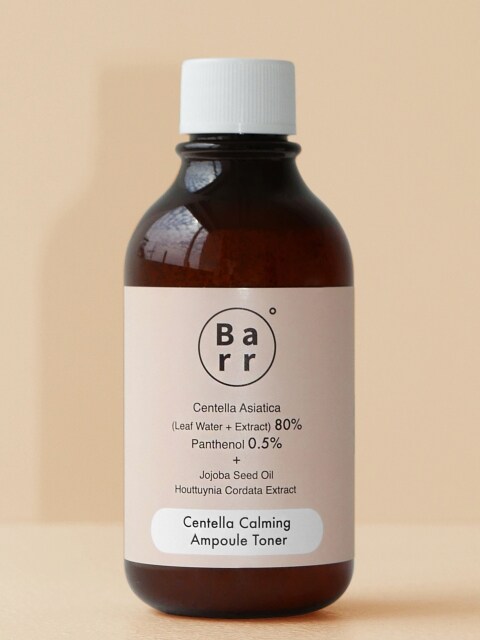 Ba
rr°
Centella Asiatica
(Leaf Water + Extract) 80%
Panthenol 0.5%
+
Jojoba Seed Oil
Houttuynia Cordata Extract
Centella Calming
Ampoule Toner